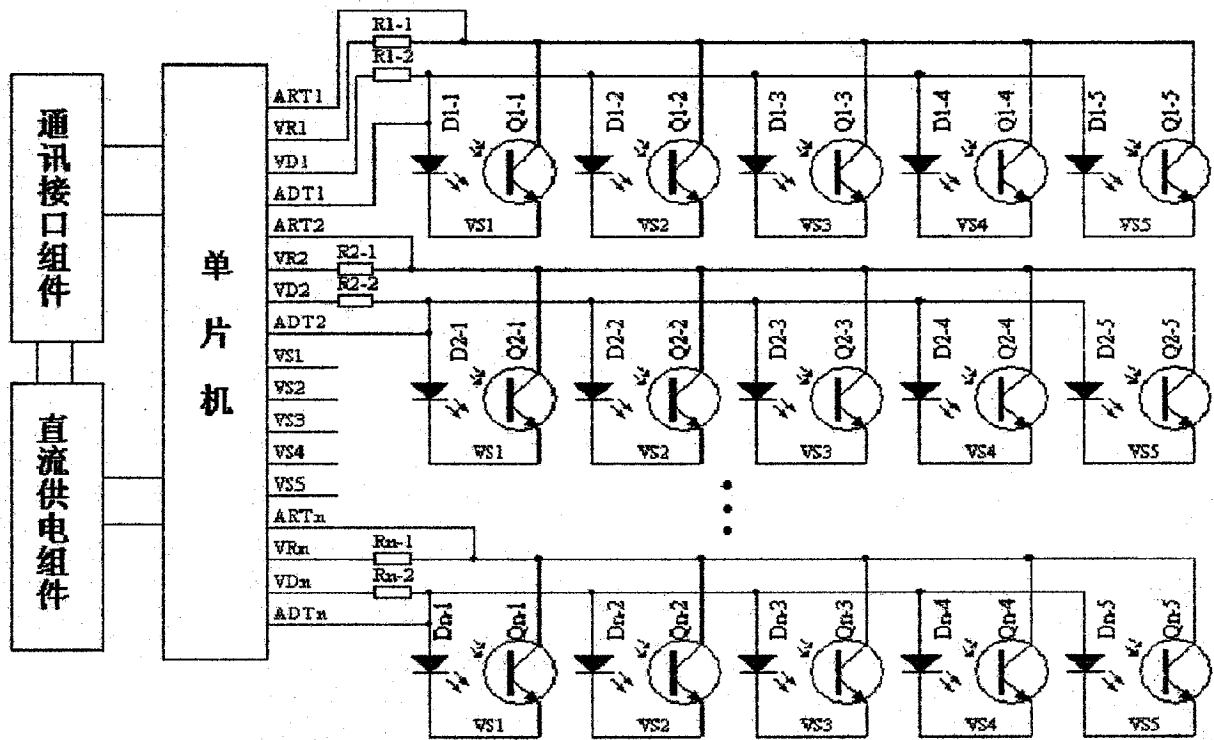 通讯接口组件
直流供电组件
单片机
ART1
VR1
VD1
ADT1
ART2
VR2
VD2
ADT2
VS1
VS2
VS3
VS4
VS5
ARTn
VRn
VDn
ADTn
R1-1
R1-2
D1-1 Q1-1 D1-2 Q1-2 D1-3 Q1-3 D1-4 Q1-4 D1-5 Q1-5
VS1 VS2 VS3 VS4 VS5
R2-1
R2-2
D2-1 Q2-1 D2-2 Q2-2 D2-3 Q2-3 D2-4 Q2-4 D2-5 Q2-5
VS1 VS2 VS3 VS4 VS5
Rn-1
Rn-2
Dn-1 Qn-1 Dn-2 Qn-2 Dn-3 Qn-3 Dn-4 Qn-4 Dn-5 Qn-5
VS1 VS2 VS3 VS4 VS5